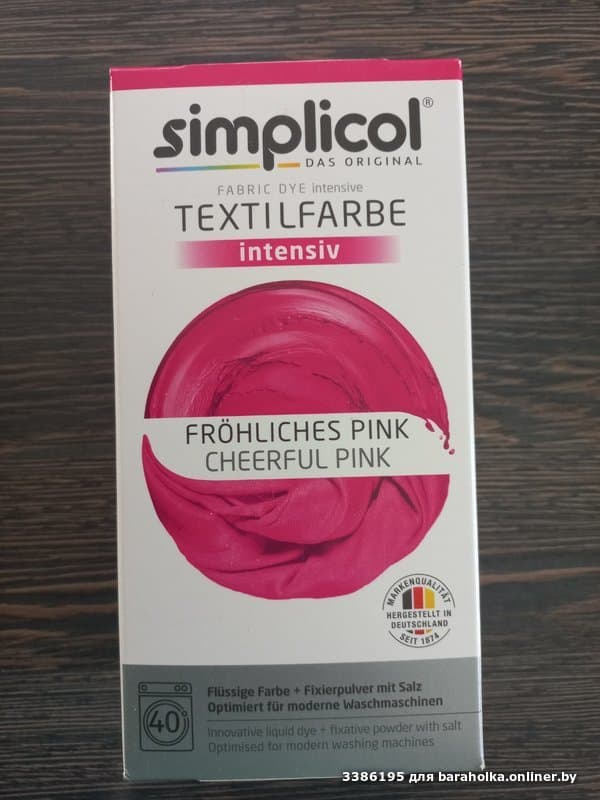 simplicol®
DAS ORIGINAL
FABRIC DYE intensive
TEXTILFARBE
intensiv
FRÖHLICHES PINK
CHEERFUL PINK
MARKENQUALITÄT
HERGESTELLT IN
DEUTSCHLAND
SEIT 1874
40°
Flüssige Farbe + Fixierpulver mit Salz
Optimiert für moderne Waschmaschinen
Innovative liquid dye + fixative powder with salt
Optimised for modern washing machines
3386195 для baraholka.onliner.by